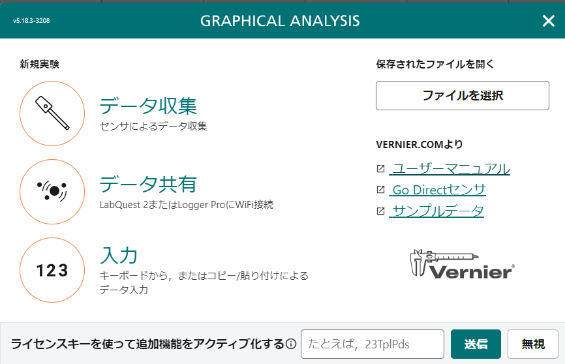 v5.18.3-3208
GRAPHICAL ANALYSIS
新規実験
データ収集
センサによるデータ収集
データ共有
LabQuest 2またはLogger ProにWiFi接続
123
入力
キーボードから，またはコピー/貼り付けによる
データ入力
保存されたファイルを開く
ファイルを選択
VERNIER.COMより
ユーザーマニュアル
Go Directセンサ
サンプルデータ
Vernier®
ライセンスキーを使って追加機能をアクティブ化する
たとえば，23TplPds
送信
無視